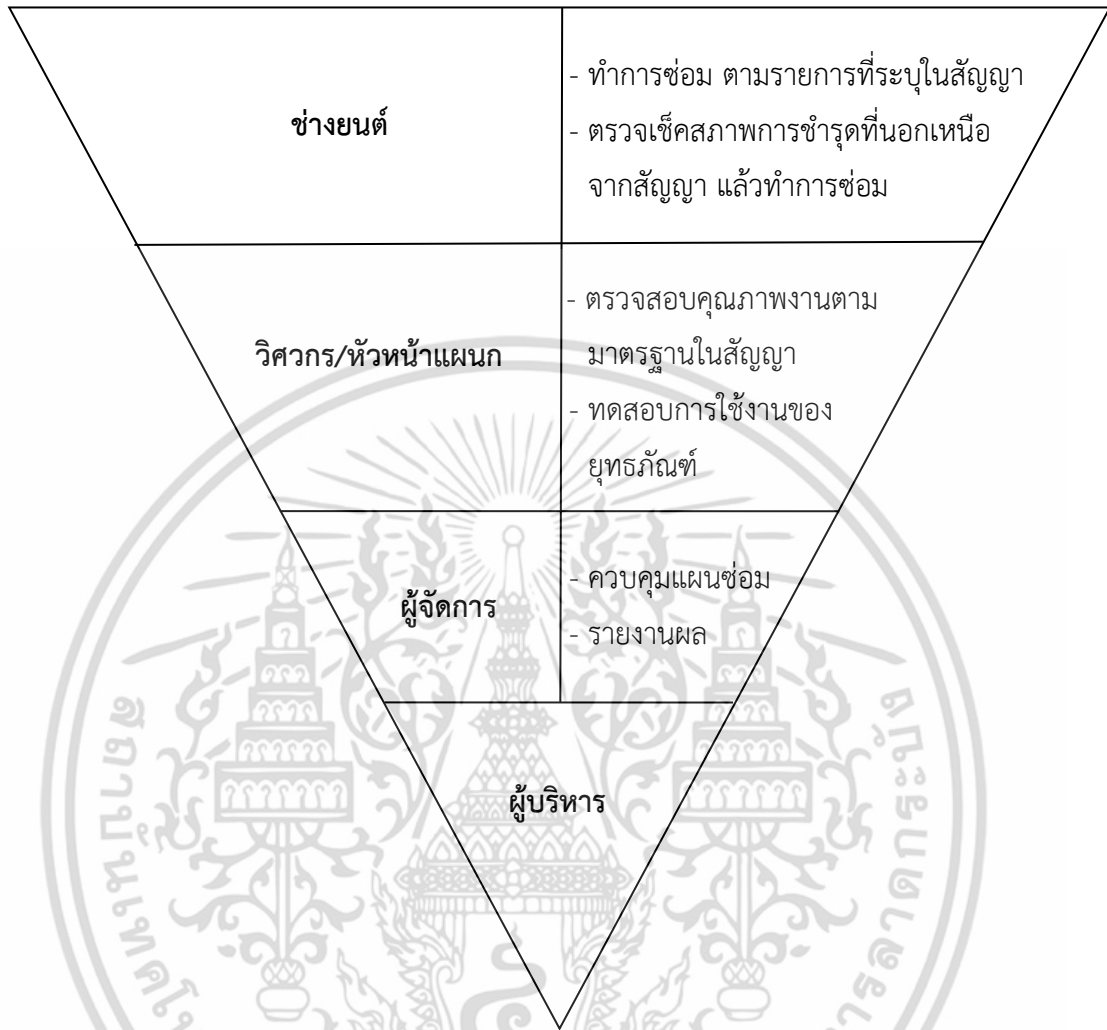 ช่างยนต์
- ทำการซ่อม ตามรายการที่ระบุในสัญญา
- ตรวจเช็คสภาพการชำรุดที่นอกเหนือ
จากสัญญา แล้วทำการซ่อม
วิศวกร/หัวหน้าแผนก
- ตรวจสอบคุณภาพงานตาม
มาตรฐานในสัญญา
- ทดสอบการใช้งานของ
ยุทธภัณฑ์
ผู้จัดการ
- ควบคุมแผนซ่อม
- รายงานผล
ผู้บริหาร